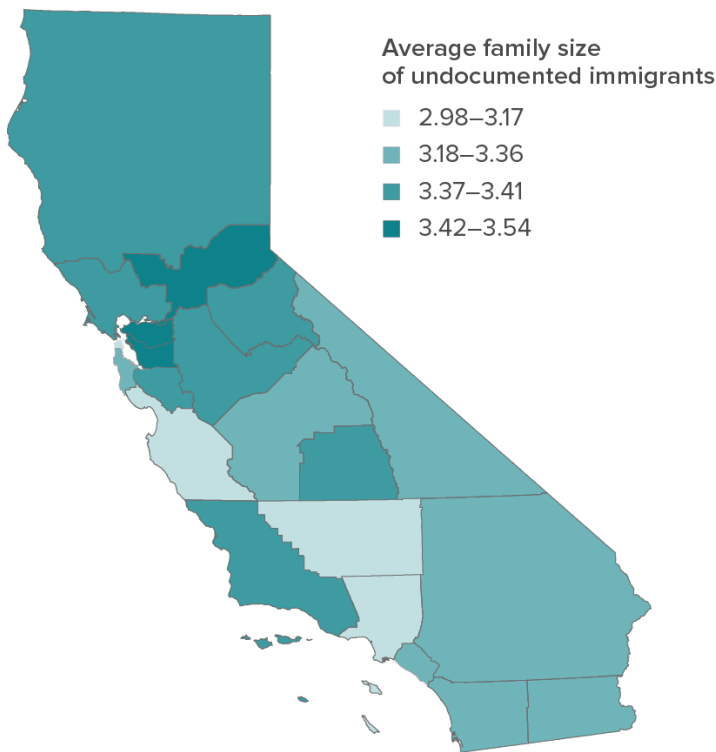 Average family size
of undocumented immigrants
2.98–3.17
3.18–3.36
3.37–3.41
3.42–3.54